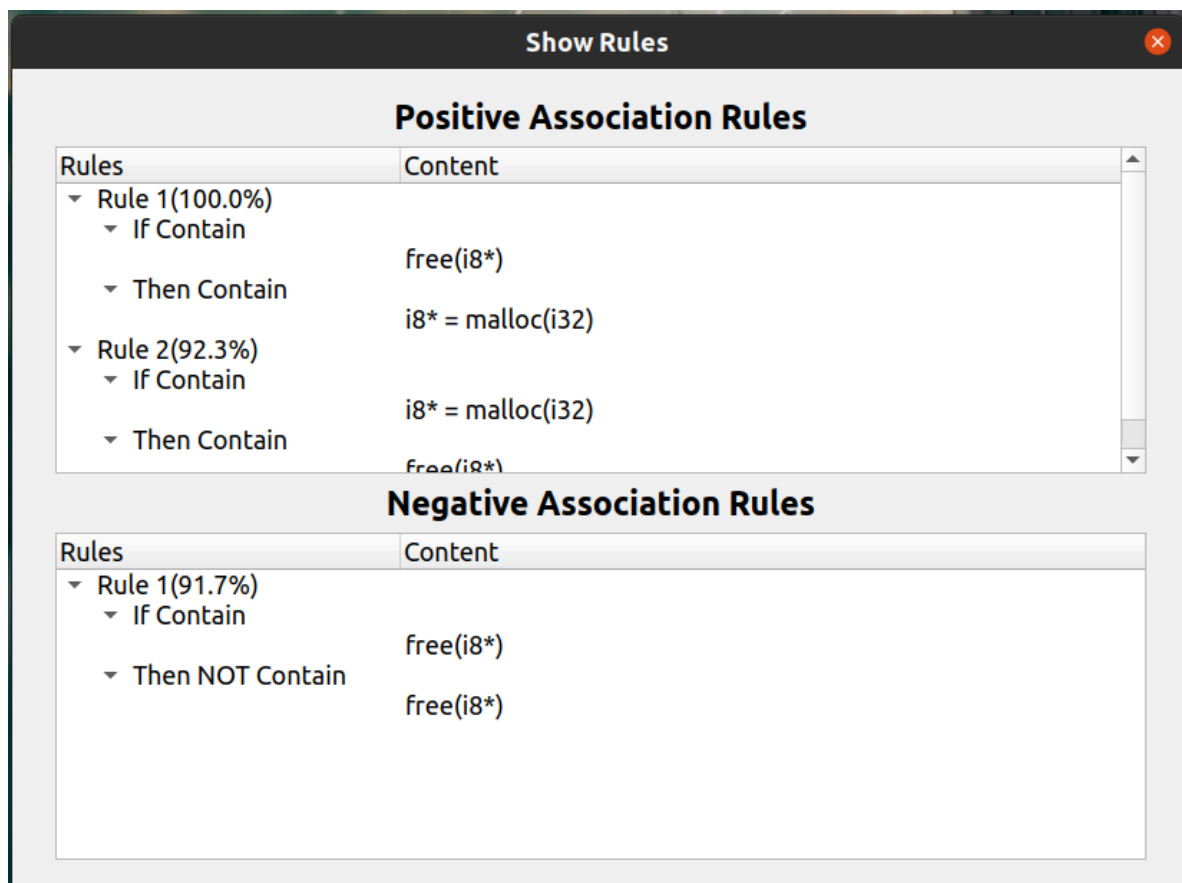 Show Rules
Positive Association Rules
Rules Content
Rule 1(100.0%)
If Contain
free(i8*)
Then Contain
i8* = malloc(i32)
Rule 2(92.3%)
If Contain
i8* = malloc(i32)
Then Contain
free(i8*)
Negative Association Rules
Rules Content
Rule 1(91.7%)
If Contain
free(i8*)
Then NOT Contain
free(i8*)